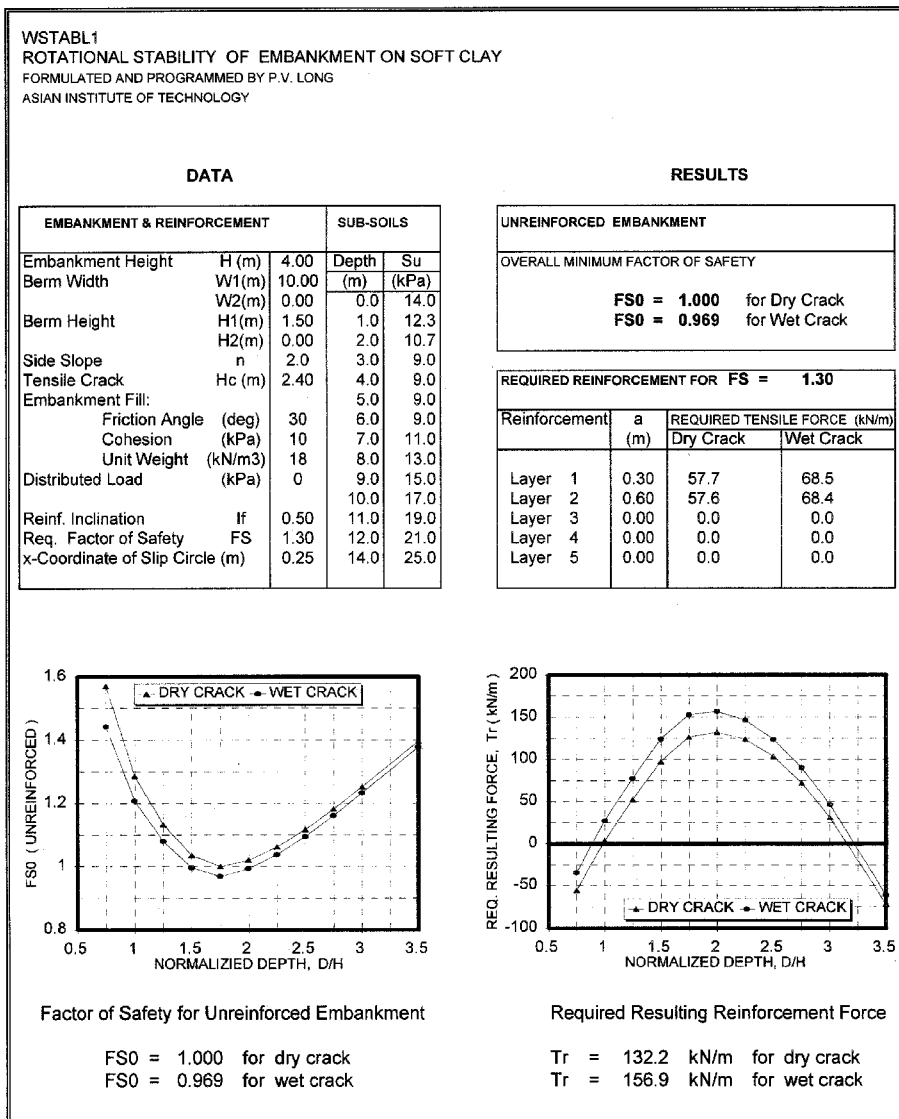 WSTABL1
ROTATIONAL STABILITY OF EMBANKMENT ON SOFT CLAY
FORMULATED AND PROGRAMMED BY P.V. LONG
ASIAN INSTITUTE OF TECHNOLOGY
DATA
EMBANKMENT & REINFORCEMENT SUB-SOILS
Embankment Height H (m) 4.00 Depth Su
Berm Width W1(m) 10.00 (m) (kPa)
W2(m) 0.00 0.0 14.0
Berm Height H1(m) 1.50 1.0 12.3
H2(m) 0.00 2.0 10.7
Side Slope n 2.0 3.0 9.0
Tensile Crack Hc (m) 2.40 4.0 9.0
Embankment Fill: 5.0 9.0
Friction Angle (deg) 30 6.0 9.0
Cohesion (kPa) 10 7.0 11.0
Unit Weight (kN/m3) 18 8.0 13.0
Distributed Load (kPa) 0 9.0 15.0
10.0 17.0
Reinf. Inclination If 0.50 11.0 19.0
Req. Factor of Safety FS 1.30 12.0 21.0
x-Coordinate of Slip Circle (m) 0.25 14.0 25.0
RESULTS
UNREINFORCED EMBANKMENT
OVERALL MINIMUM FACTOR OF SAFETY
FS0 = 1.000 for Dry Crack
FS0 = 0.969 for Wet Crack
REQUIRED REINFORCEMENT FOR FS = 1.30
Reinforcement a REQUIRED TENSILE FORCE (kN/m)
(m) Dry Crack Wet Crack
Layer 1 0.30 57.7 68.5
Layer 2 0.60 57.6 68.4
Layer 3 0.00 0.0 0.0
Layer 4 0.00 0.0 0.0
Layer 5 0.00 0.0 0.0
FS0 ( UNREINFORCED)
1.6
1.4
1.2
1
0.8
DRY CRACK WET CRACK
0.5 1 1.5 2 2.5 3 3.5
NORMALIZIED DEPTH, D/H
Factor of Safety for Unreinforced Embankment
FS0 = 1.000 for dry crack
FS0 = 0.969 for wet crack
REQ. RESULTING FORCE, Tr ( kN/m)
200
150
100
50
0
-50
-100
DRY CRACK WET CRACK
0.5 1 1.5 2 2.5 3 3.5
NORMALIZED DEPTH, D/H
Required Resulting Reinforcement Force
Tr = 132.2 kN/m for dry crack
Tr = 156.9 kN/m for wet crack